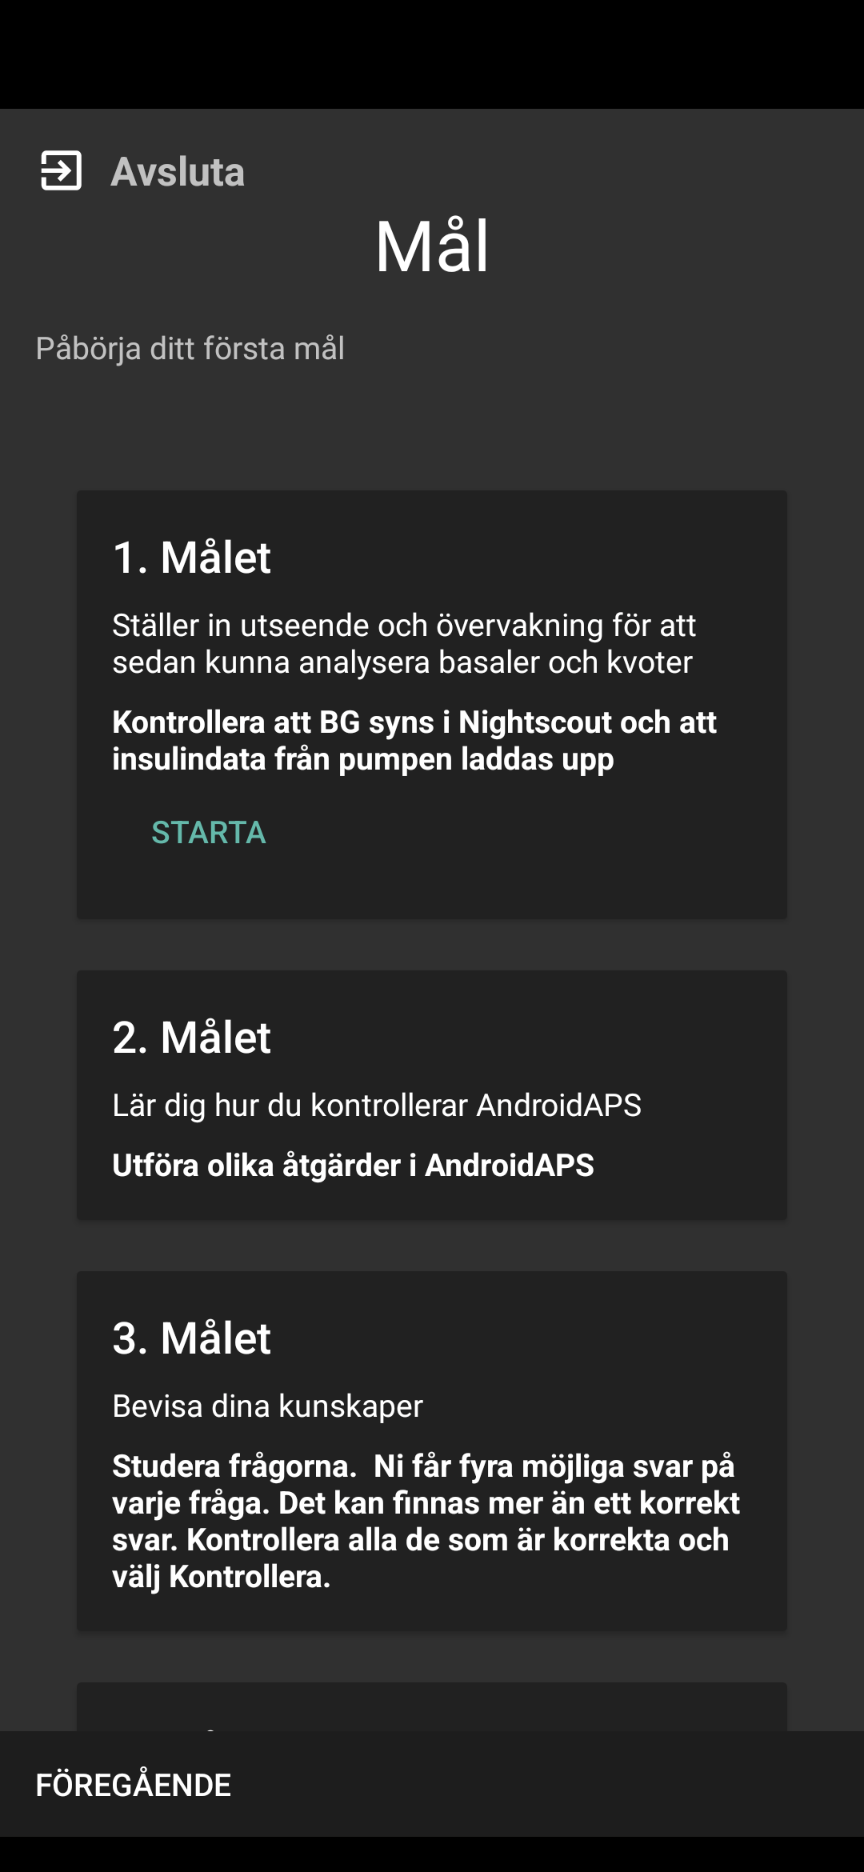 Avsluta
Mål
Påbörja ditt första mål
1. Målet
Ställer in utseende och övervakning för att
sedan kunna analysera basaler och kvoter
Kontrollera att BG syns i Nightscout och att
insulindata från pumpen laddas upp
STARTA
2. Målet
Lär dig hur du kontrollerar AndroidAPS
Utföra olika åtgärder i AndroidAPS
3. Målet
Bevisa dina kunskaper
Studera frågorna.  Ni får fyra möjliga svar på
varje fråga. Det kan finnas mer än ett korrekt
svar. Kontrollera alla de som är korrekta och
välj Kontrollera.
FÖREGÅENDE